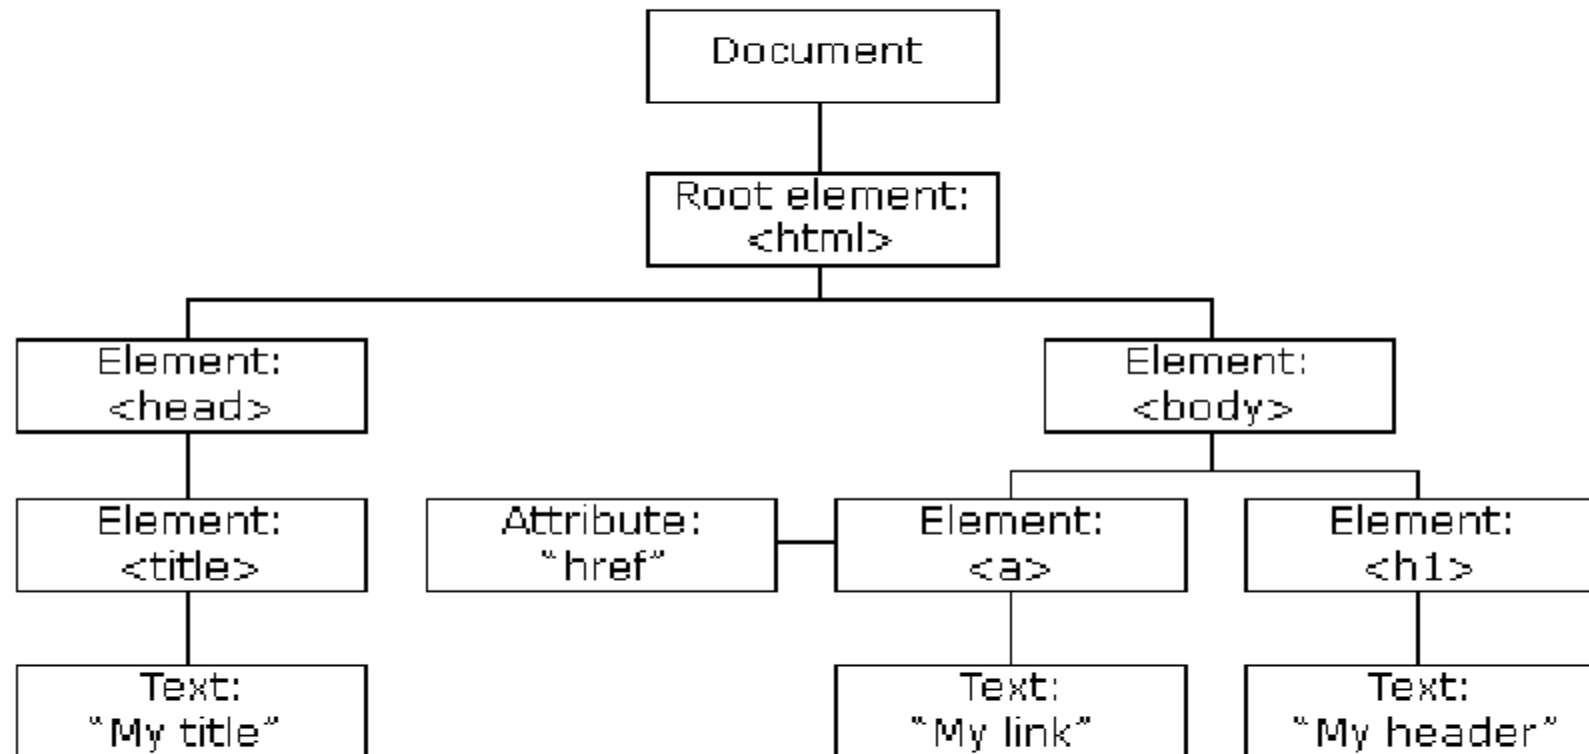 Document
Root element:
<html>
Element:
<head>
Element:
<body>
Element:
<title>
Attribute:
“href”
Element:
<a>
Element:
<h1>
Text:
“My title”
Text:
“My link”
Text:
“My header”